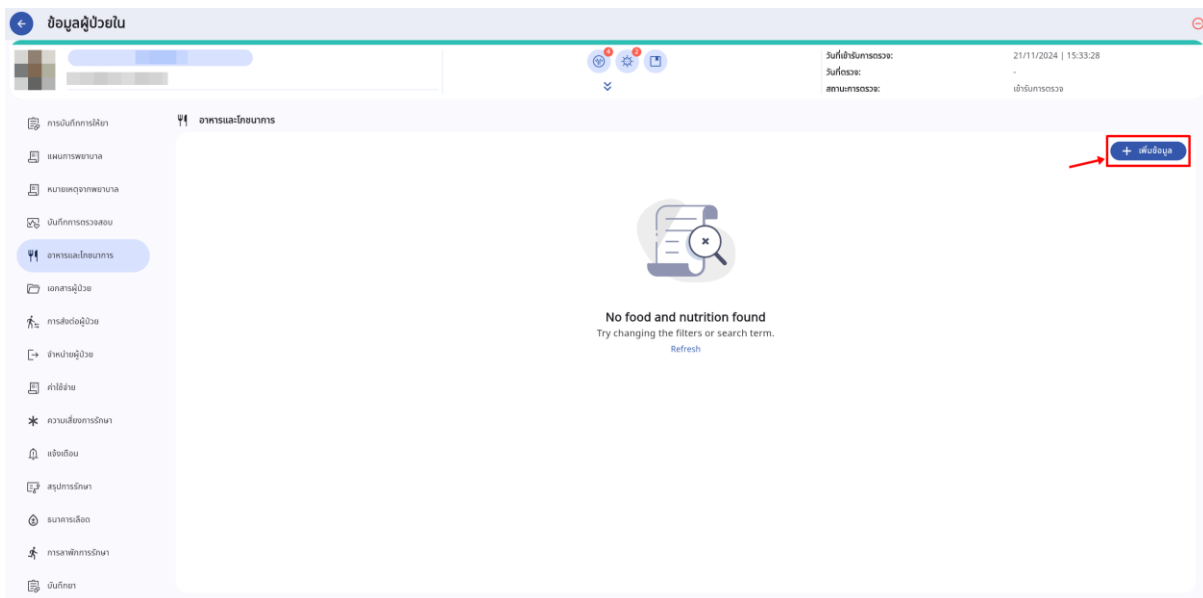 ข้อมูลผู้ป่วยใน
4
2
วันที่เข้ารับการตรวจ: 21/11/2024 | 15:33:28
วันที่ตรวจ: -
สถานะการตรวจ: เข้ารับการตรวจ
การบันทึกการให้ยา
แผนการพยาบาล
หมายเหตุจากพยาบาล
บันทึกการตรวจสอบ
อาหารและโภชนาการ
เอกสารผู้ป่วย
การส่งต่อผู้ป่วย
จำหน่ายผู้ป่วย
ค่าใช้จ่าย
ความเสี่ยงการรักษา
แจ้งเตือน
สรุปการรักษา
ธนาคารเลือด
การลาพักการรักษา
บันทึกยา
อาหารและโภชนาการ
+ เพิ่มข้อมูล
No food and nutrition found
Try changing the filters or search term.
Refresh